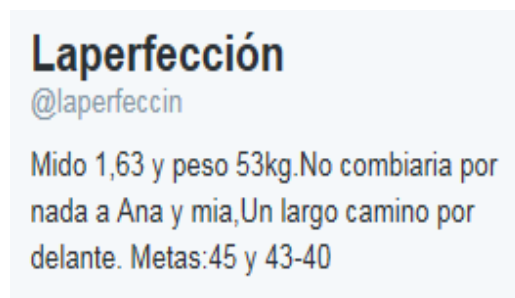 Laperfección
@laperfeccin
Mido 1,63 y peso 53kg.No combiaria por
nada a Ana y mia,Un largo camino por
delante. Metas:45 y 43-40